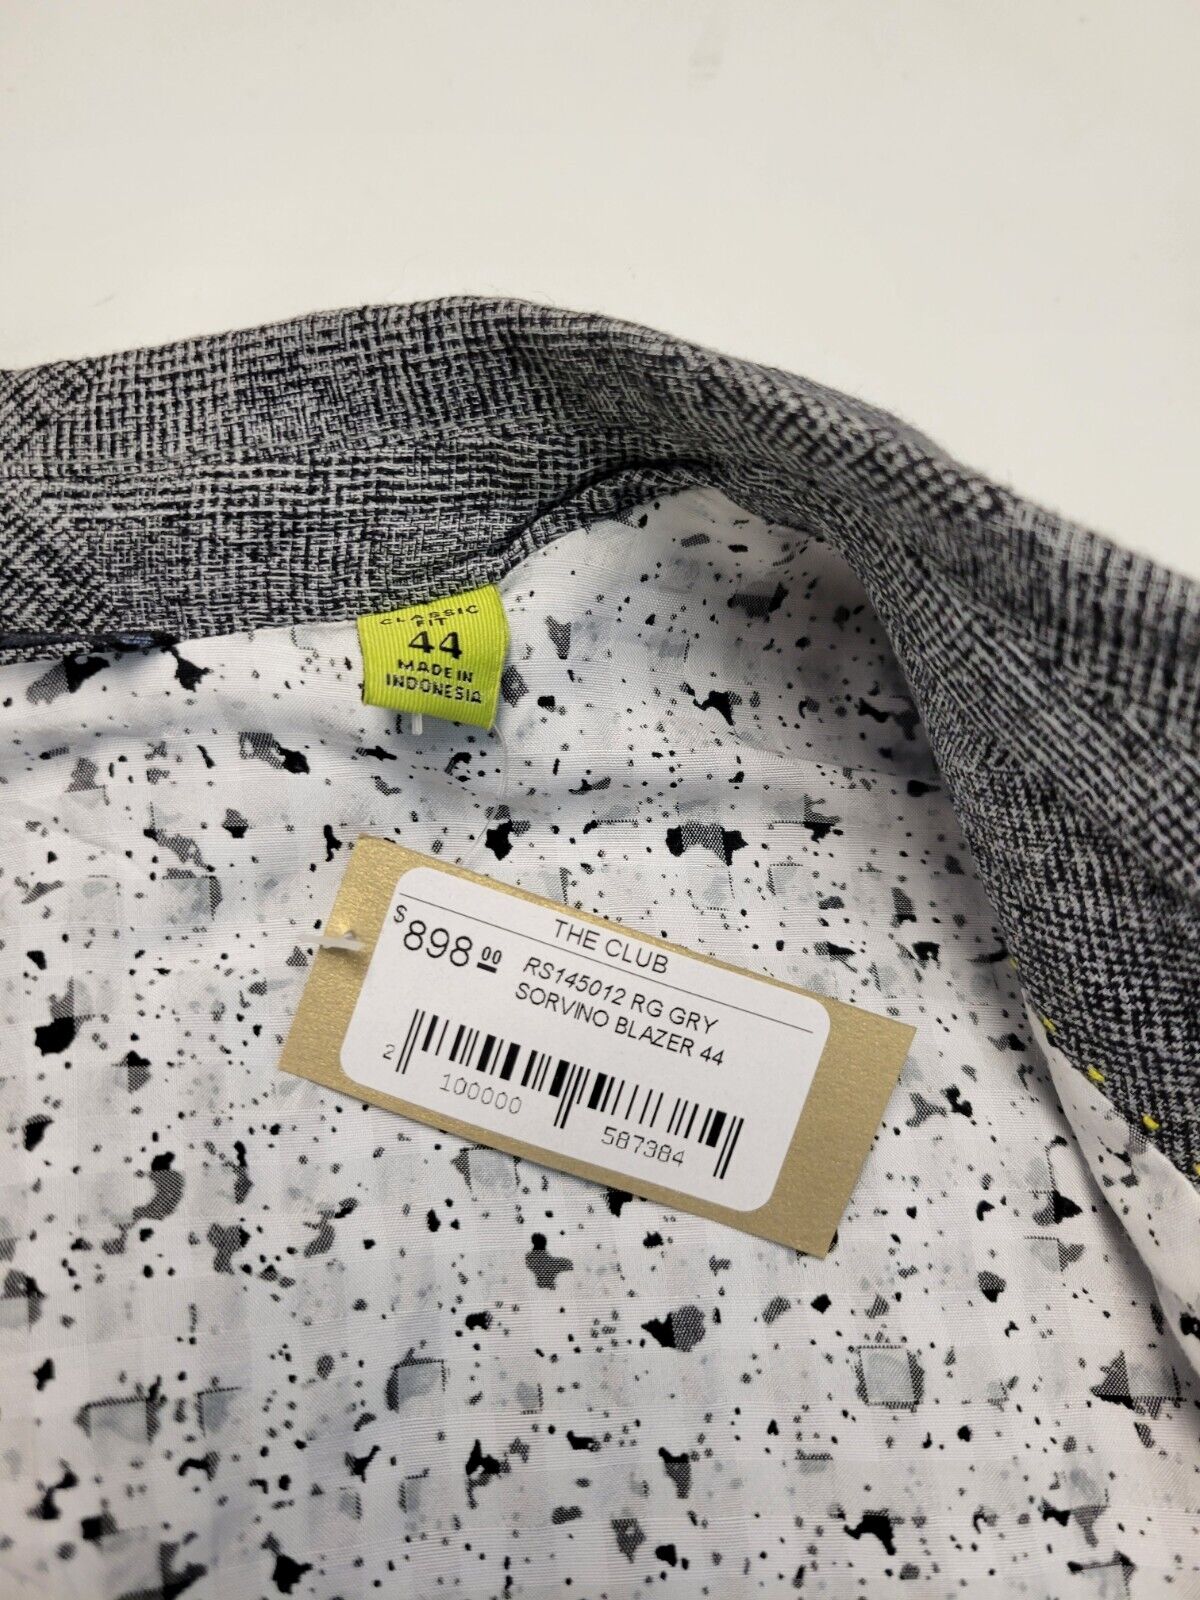 CLASSIC
FIT
44
MADE IN
INDONESIA
THE CLUB
$898.00
RS145012 RG GRY
SORVINO BLAZER 44
2 100000 587384